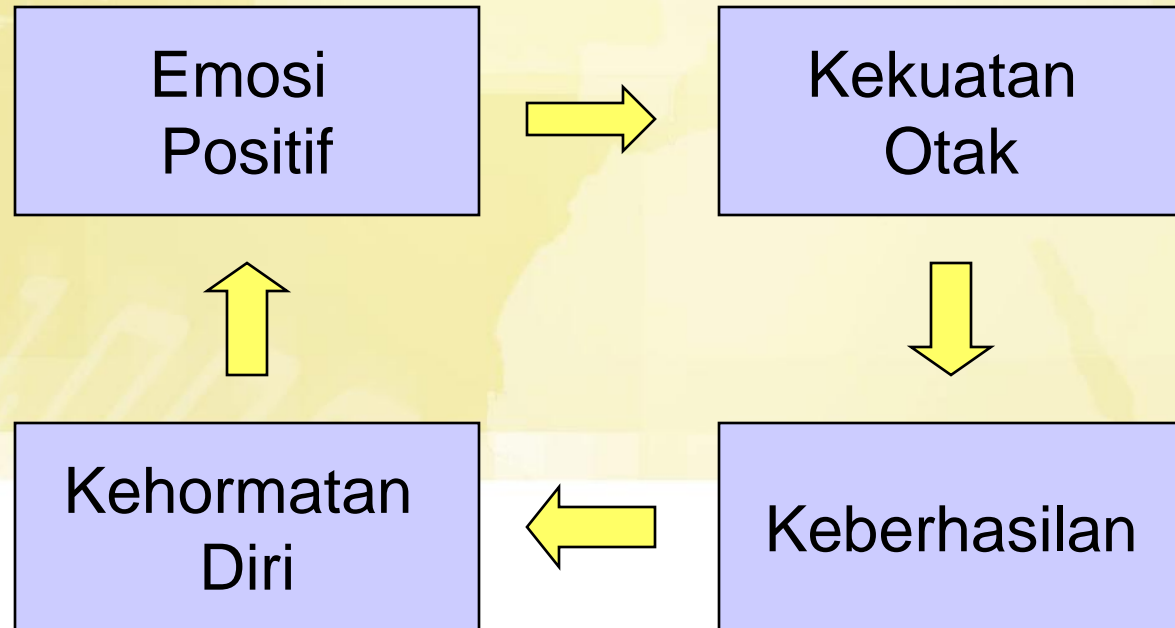 Emosi
Positif
Kekuatan
Otak
Kehormatan
Diri
Keberhasilan